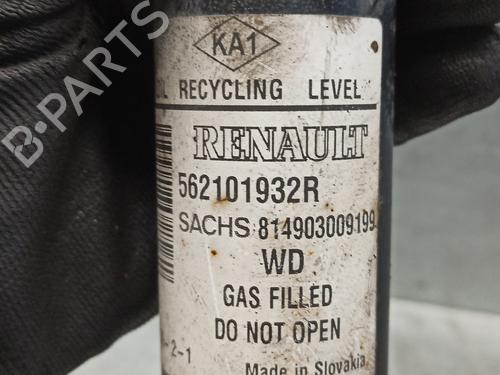 KA1
RECYCLING LEVEL
RENAULT
562101932R
SACHS 814903009199
WD
GAS FILLED
DO NOT OPEN
2-1
Made in Slovakia
B-PARTS